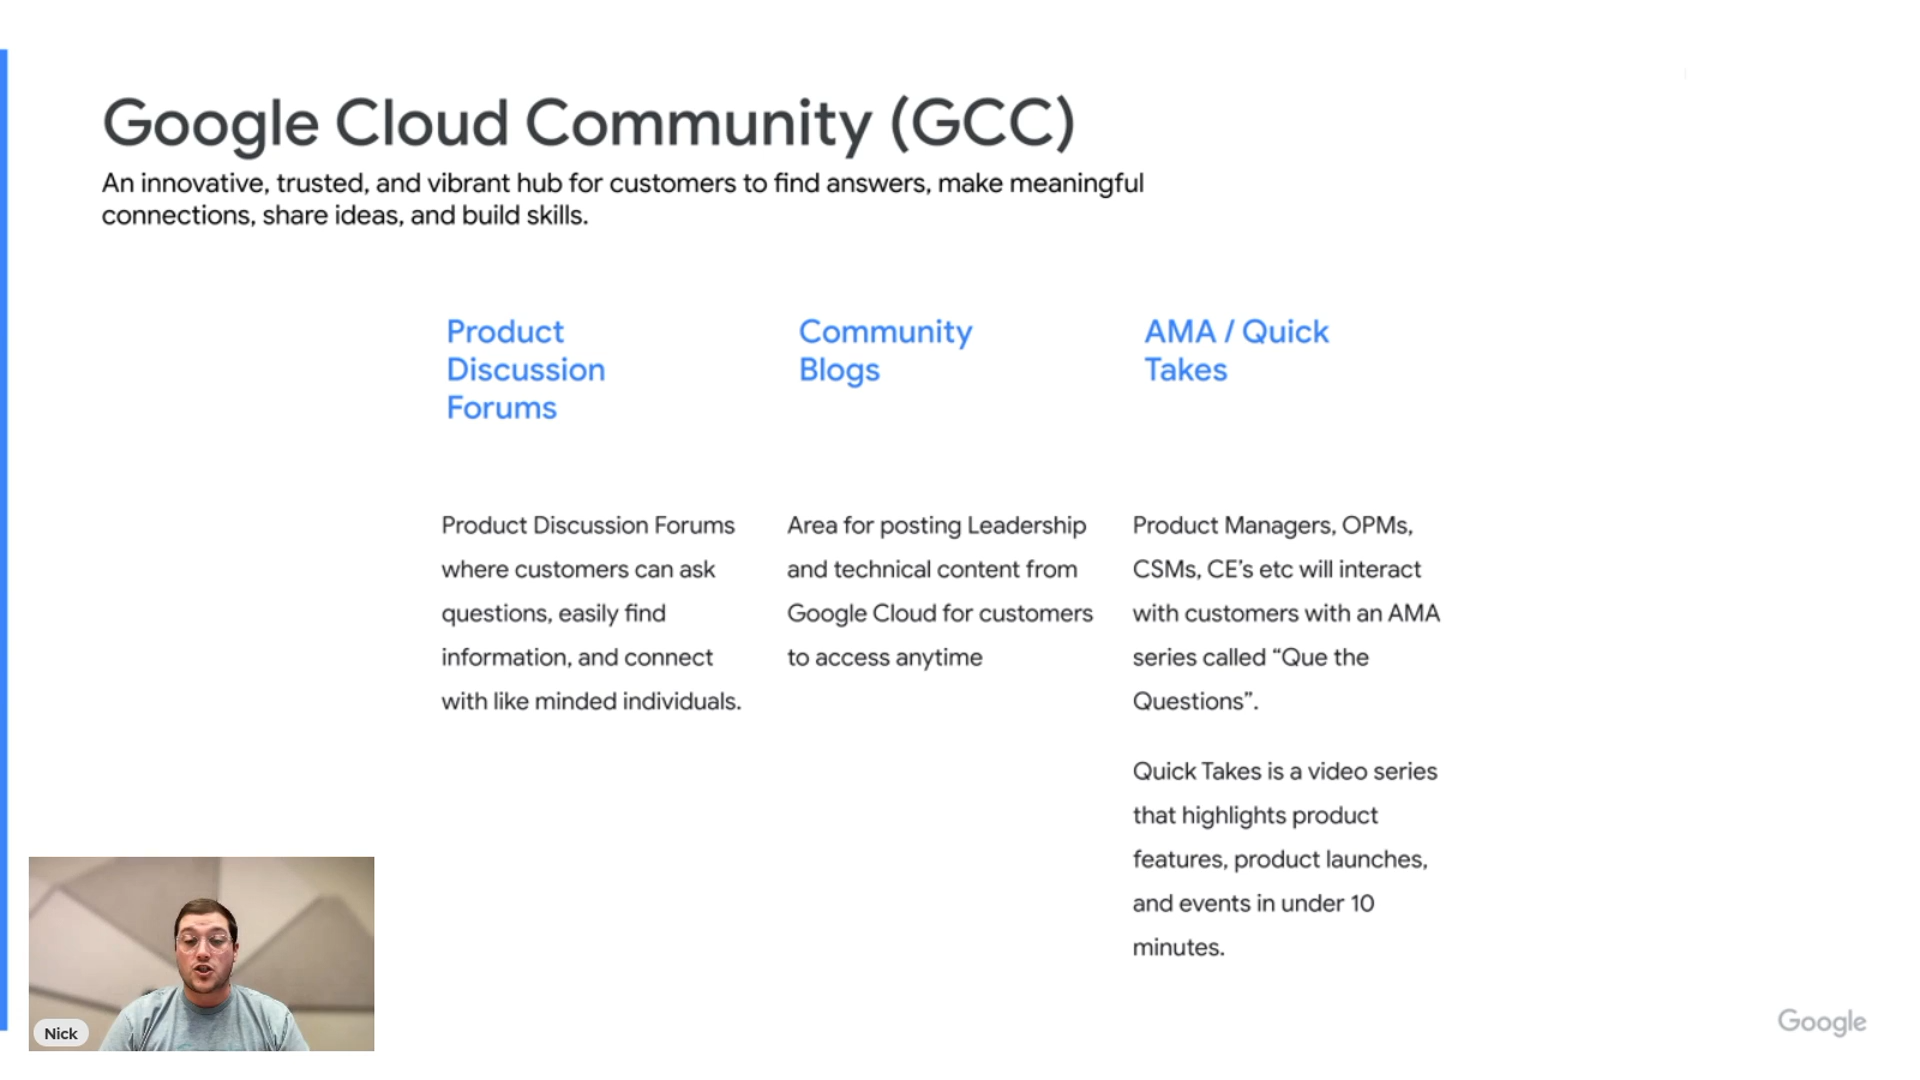 Google Cloud Community (GCC)
An innovative, trusted, and vibrant hub for customers to find answers, make meaningful
connections, share ideas, and build skills.
Product
Discussion
Forums
Product Discussion Forums
where customers can ask
questions, easily find
information, and connect
with like minded individuals.
Community
Blogs
Area for posting Leadership
and technical content from
Google Cloud for customers
to access anytime
AMA / Quick
Takes
Product Managers, OPMs,
CSMs, CE's etc will interact
with customers with an AMA
series called “Que the
Questions”.
Quick Takes is a video series
that highlights product
features, product launches,
and events in under 10
minutes.
Nick
Google